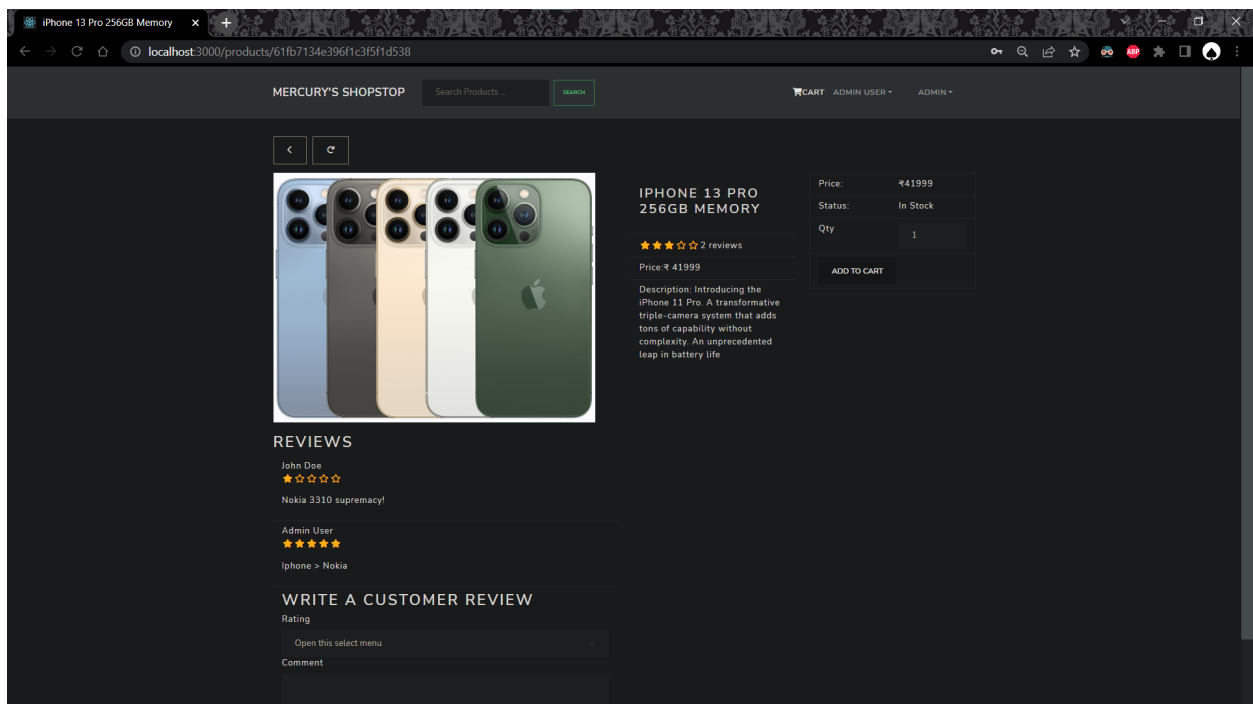 iPhone 13 Pro 256GB Memory
localhost:3000/products/61fb7134e396f1c3f5f1d538
ABP
MERCURY'S SHOPSTOP
Search Products ...
SEARCH
CART
ADMIN USER
ADMIN
IPHONE 13 PRO
256GB MEMORY
2 reviews
Price:₹ 41999
Description: Introducing the
iPhone 11 Pro. A transformative
triple-camera system that adds
tons of capability without
complexity. An unprecedented
leap in battery life
Price: ₹41999
Status: In Stock
Qty 1
ADD TO CART
REVIEWS
John Doe
Nokia 3310 supremacy!
Admin User
Iphone > Nokia
WRITE A CUSTOMER REVIEW
Rating
Open this select menu
Comment